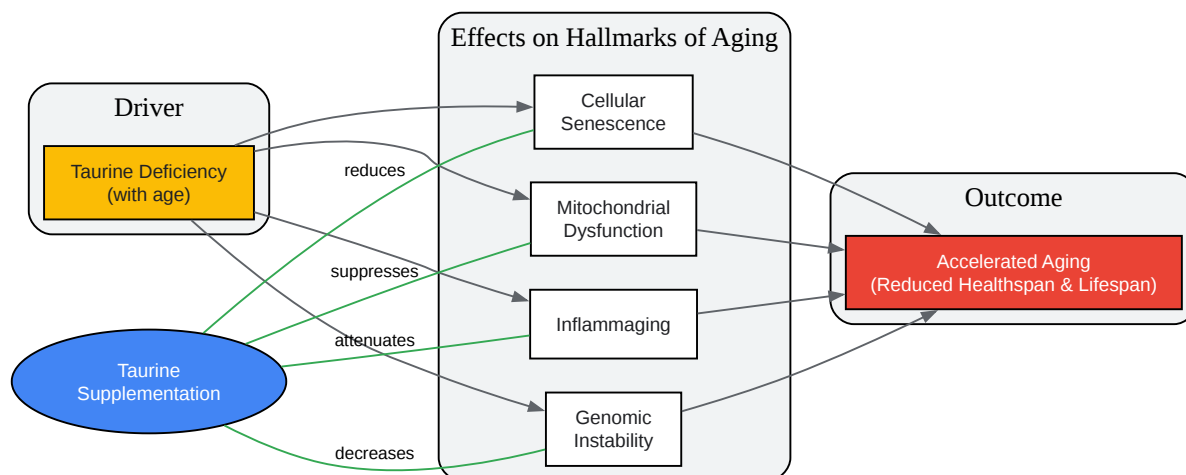 Effects on Hallmarks of Aging
Driver
Taurine Deficiency
(with age)
Cellular
Senescence
reduces
Mitochondrial
Dysfunction
suppresses
Inflammaging
attenuates
Taurine
Supplementation
Genomic
Instability
decreases
Outcome
Accelerated Aging
(Reduced Healthspan & Lifespan)